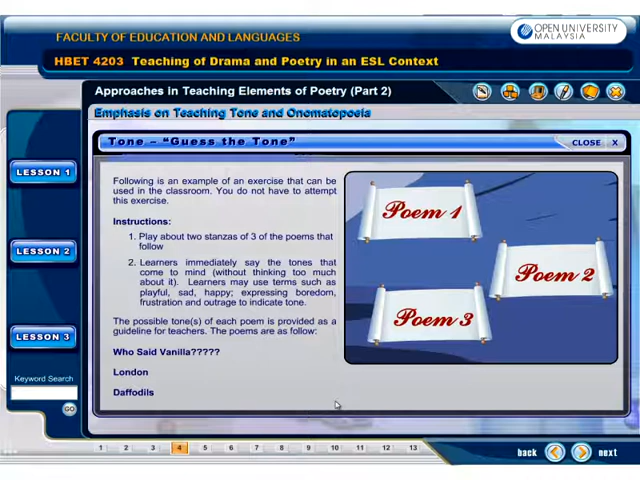 FACULTY OF EDUCATION AND LANGUAGES
OPEN UNIVERSITY
MALAYSIA
HBET 4203 Teaching of Drama and Poetry in an ESL Context
Approaches in Teaching Elements of Poetry (Part 2)
Emphasis on Teaching Tone and Onomatopoeia
Tone – "Guess the Tone"
CLOSE X
LESSON 1
LESSON 2
LESSON 3
Keyword Search
GO
Following is an example of an exercise that can be
used in the classroom. You do not have to attempt
this exercise.
Instructions:
1. Play about two stanzas of 3 of the poems that
follow
2. Learners immediately say the tones that
come to mind (without thinking too much
about it). Learners may use terms such as
playful, sad, happy; expressing boredom,
frustration and outrage to indicate tone.
The possible tone(s) of each poem is provided as a
guideline for teachers. The poems are as follow:
Who Said Vanilla?????
London
Daffodils
Poem 1
Poem 2
Poem 3
1 2 3 4 5 6 7 8 9 10 11 12 13
back next